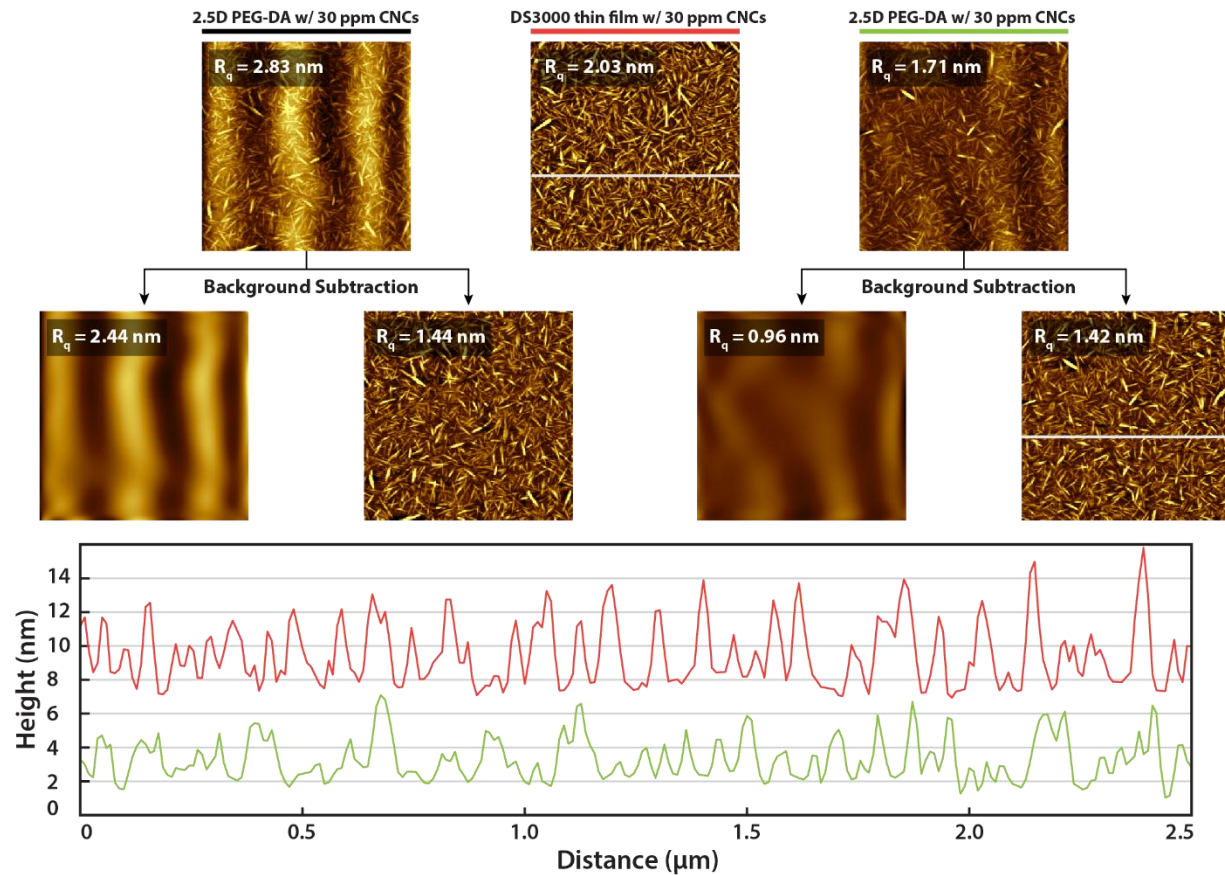 2.5D PEG-DA w/ 30 ppm CNCs
DS3000 thin film w/ 30 ppm CNCs
2.5D PEG-DA w/ 30 ppm CNCs
Rq = 2.83 nm
Rq = 2.03 nm
Rq = 1.71 nm
Background Subtraction
Background Subtraction
Rq = 2.44 nm
Rq = 1.44 nm
Rq = 0.96 nm
Rq = 1.42 nm
Height (nm)
14
12
10
8
6
4
2
0
0 0.5 1.0 1.5 2.0 2.5
Distance (μm)